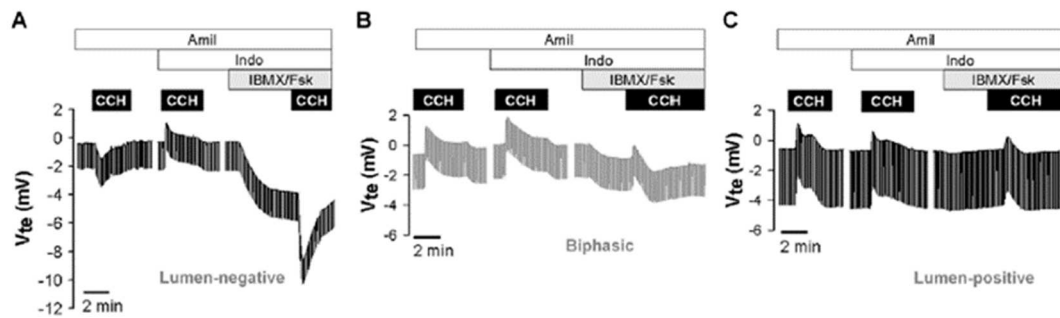 A
Amil
Indo
IBMX/Fsk
CCH CCH CCH
2
0
-2
-4
-6
-8
-10
-12
Vte (mV)
2 min
Lumen-negative
B
Amil
Indo
IBMX/Fsk
CCH CCH CCH
4
2
0
-2
-4
-6
Vte (mV)
2 min
Biphasic
C
Amil
Indo
IBMX/Fsk
CCH CCH CCH
2
0
-2
-4
-6
Vte (mV)
2 min
Lumen-positive